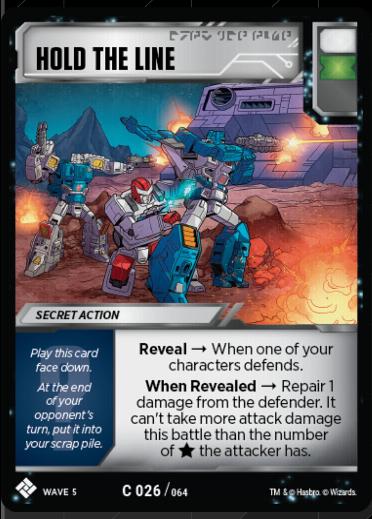 HOLD THE LINE
SECRET ACTION
Play this card
face down.
At the end
of your
opponent's
turn, put it into
your scrap pile.
Reveal → When one of your
characters defends.
When Revealed → Repair 1
damage from the defender. It
can't take more attack damage
this battle than the number
of ★ the attacker has.
WAVE 5
C 026/064
TM & © Hasbro. © Wizards.